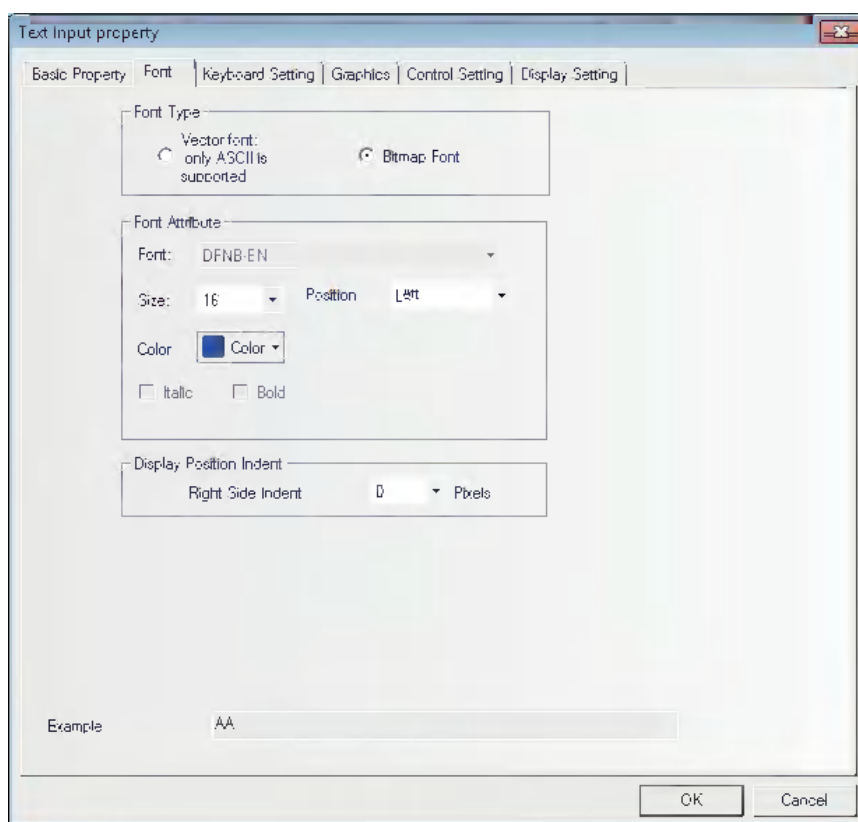 Text Input property
Basic Property Font Keyboard Setting Graphics Control Setting Display Setting
Font Type
Vector font:
only ASCII is
supported
Bitmap Font
Font Attribute
Font: DFNB-EN
Size: 16 Position Left
Color Color
Italic Bold
Display Position Indent
Right Side Indent 0 Pixels
Example AA
OK Cancel